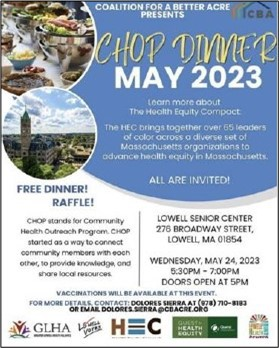 COALITION FOR A BETTER ACRE
PRESENTS
CBA
CHOP DINNER
MAY 2023
Learn more about
The Health Equity Compact:
The HEC brings together over 65 leaders
of color across a diverse set of
Massachusetts organizations to
advance health equity in Massachusetts.
ALL ARE INVITED!
FREE DINNER!
RAFFLE!
CHOP stands for Community
Health Outreach Program. CHOP
started as a way to connect
community members with each
other, to provide knowledge, and
share local resources.
LOWELL SENIOR CENTER
276 BROADWAY STREET,
LOWELL, MA 01854
WEDNESDAY, MAY 24, 2023
5:30PM - 7:00PM
DOORS OPEN AT 5PM
VACCINATIONS WILL BE AVAILABLE AT THIS EVENT.
FOR MORE DETAILS, CONTACT: DOLORES SIERRA AT (978) 710-8183
OR EMAIL DOLORES.SIERRA@CBACRE.ORG
GLHA
HEC
QUEST
HEALTH
EQUITY